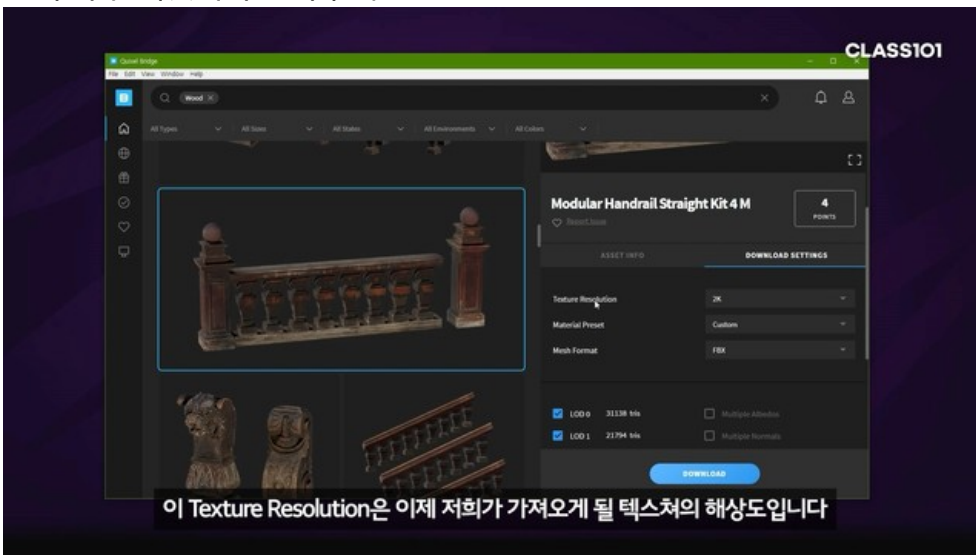 CLASS101
Quixel Bridge
File Edit View Window Help
Wood
All Types
All Sizes
All States
All Environments
All Colors
Modular Handrail Straight Kit 4 M
4
POINTS
Report Issue
ASSET INFO
DOWNLOAD SETTINGS
Texture Resolution
2K
Material Preset
Custom
Mesh Format
FBX
LOD 0 31138 tris
Multiple Albedos
LOD 1 21794 tris
Multiple Normals
DOWNLOAD
이 Texture Resolution은 이제 저희가 가져오게 될 텍스쳐의 해상도입니다